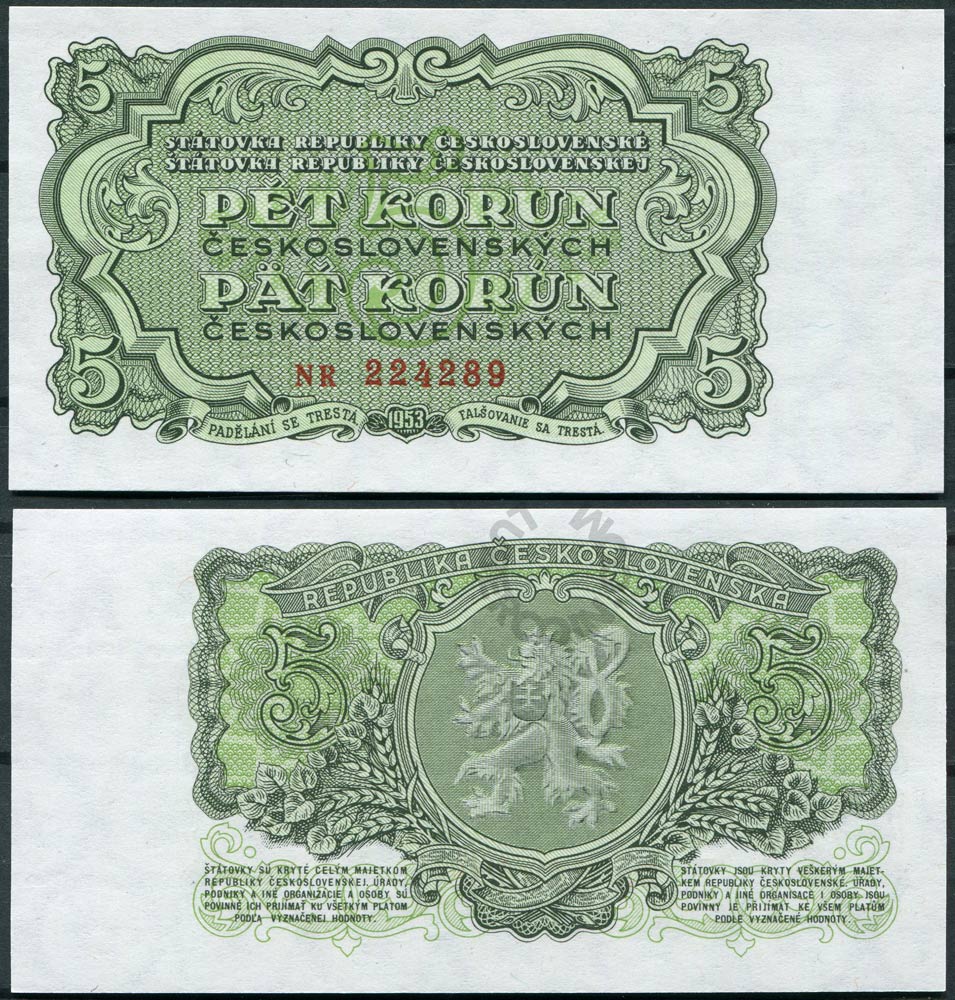 5 5
STÁTOVKA REPUBLIKY ČESKOSLOVENSKÉ
ŠTÁTOVKA REPUBLIKY ČESKOSLOVENSKEJ
PĚT KORUN
ČESKOSLOVENSKÝCH
PÄŤ KORÚN
ČESKOSLOVENSKÝCH
5 5
NR 224289
PADĚLÁNÍ SE TRESTÁ. 1953 FALŠOVANIE SA TRESTÁ.
REPUBLIKA ČESKOSLOVENSKÁ
5 5
ŠTÁTOVKY SÚ KRYTÉ CELÝM MAJETKOM
REPUBLIKY ČESKOSLOVENSKEJ. ÚRADY,
PODNIKY A INÉ ORGANIZÁCIE A OSOBY SÚ
POVINNÉ ICH PRIJÍMAŤ KU VŠETKÝM PLATOM
PODĽA VYZNAČENEJ HODNOTY.
STÁTOVKY JSOU KRYTY VEŠKERÝM MAJET-
KEM REPUBLIKY ČESKOSLOVENSKÉ. ÚŘADY,
PODNIKY A JINÉ ORGANISACE I OSOBY JSOU
POVINNY JE PŘIJÍMAT KE VŠEM PLATŮM
PODLE VYZNAČENÉ HODNOTY.